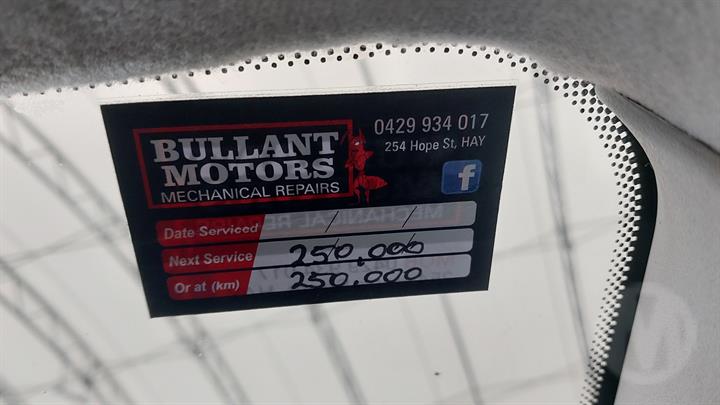 BULLANT
MOTORS
MECHANICAL REPAIRS
0429 934 017
254 Hope St, HAY
f
Date Serviced / /
Next Service 250,000
Or at (km) 250,000